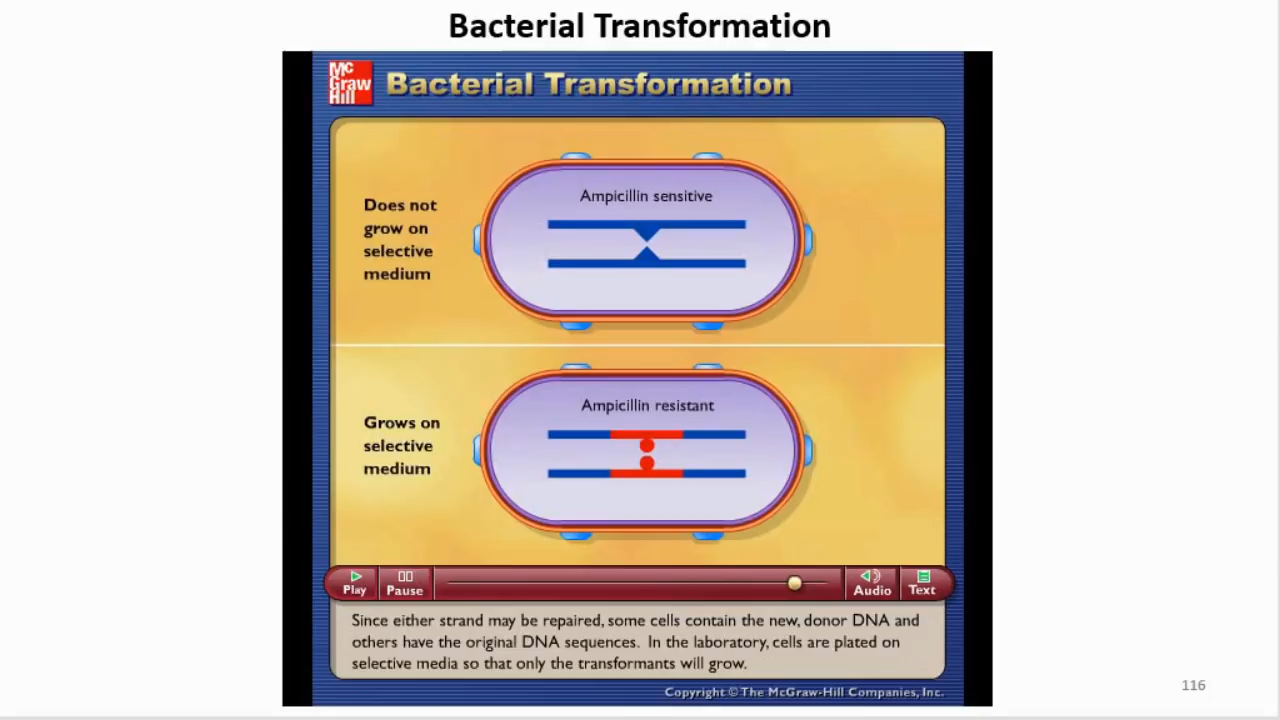 Bacterial Transformation
Mc
Graw
Hill
Bacterial Transformation
Does not
grow on
selective
medium
Ampicillin sensitive
Grows on
selective
medium
Ampicillin resistant
Play
Pause
Audio
Text
Since either strand may be repaired, some cells contain the new, donor DNA and
others have the original DNA sequences. In the laboratory, cells are plated on
selective media so that only the transformants will grow.
Copyright © The McGraw-Hill Companies, Inc.
116